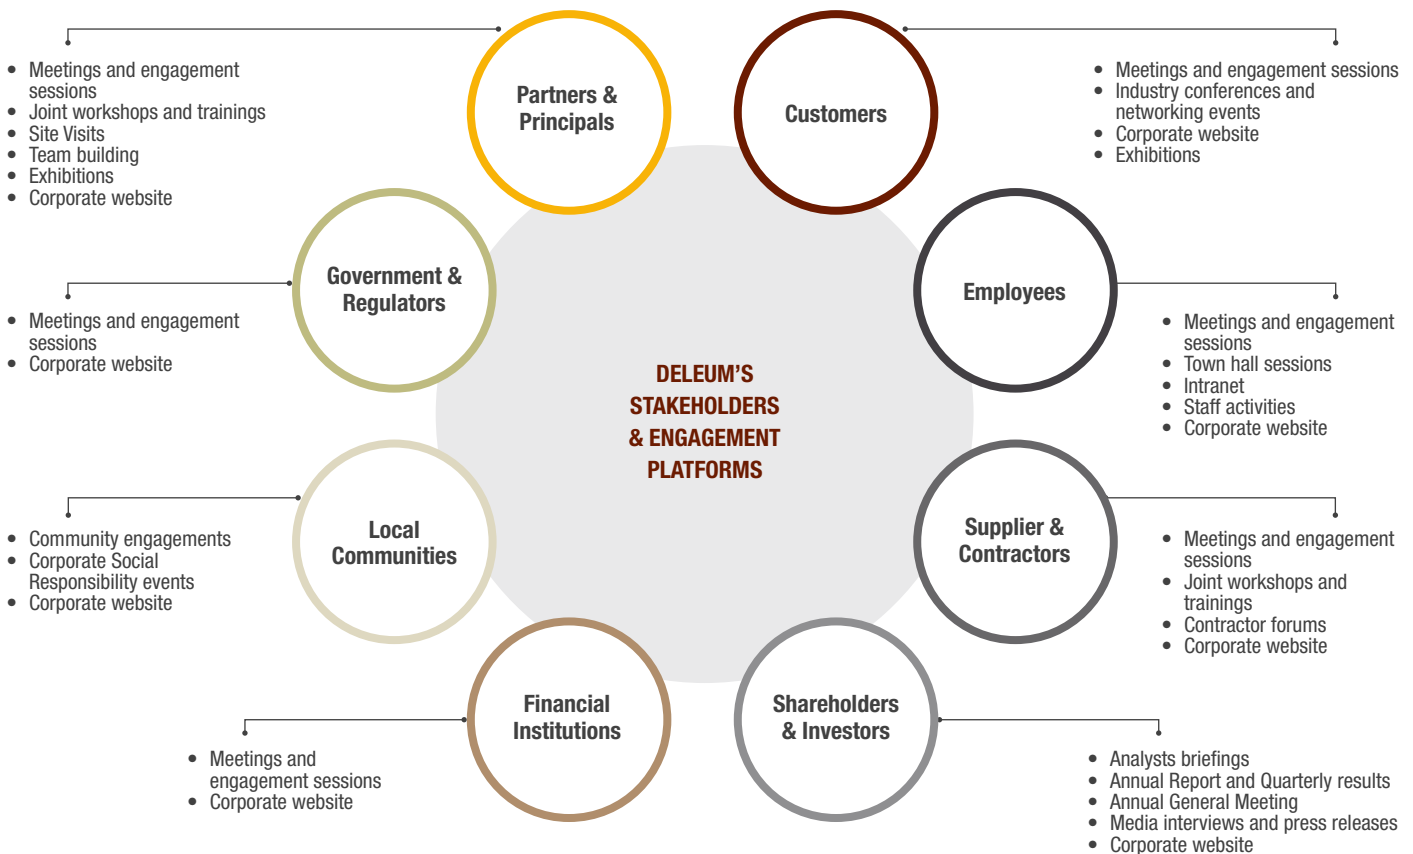 • Meetings and engagement
sessions
• Joint workshops and trainings
• Site Visits
• Team building
• Exhibitions
• Corporate website
Partners &
Principals
Customers
• Meetings and engagement sessions
• Industry conferences and
networking events
• Corporate website
• Exhibitions
Government &
Regulators
• Meetings and engagement
sessions
• Corporate website
Employees
• Meetings and engagement
sessions
• Town hall sessions
• Intranet
• Staff activities
• Corporate website
DELEUM’S
STAKEHOLDERS
& ENGAGEMENT
PLATFORMS
Local
Communities
• Community engagements
• Corporate Social
Responsibility events
• Corporate website
Supplier &
Contractors
• Meetings and engagement
sessions
• Joint workshops and
trainings
• Contractor forums
• Corporate website
Financial
Institutions
• Meetings and
engagement sessions
• Corporate website
Shareholders
& Investors
• Analysts briefings
• Annual Report and Quarterly results
• Annual General Meeting
• Media interviews and press releases
• Corporate website